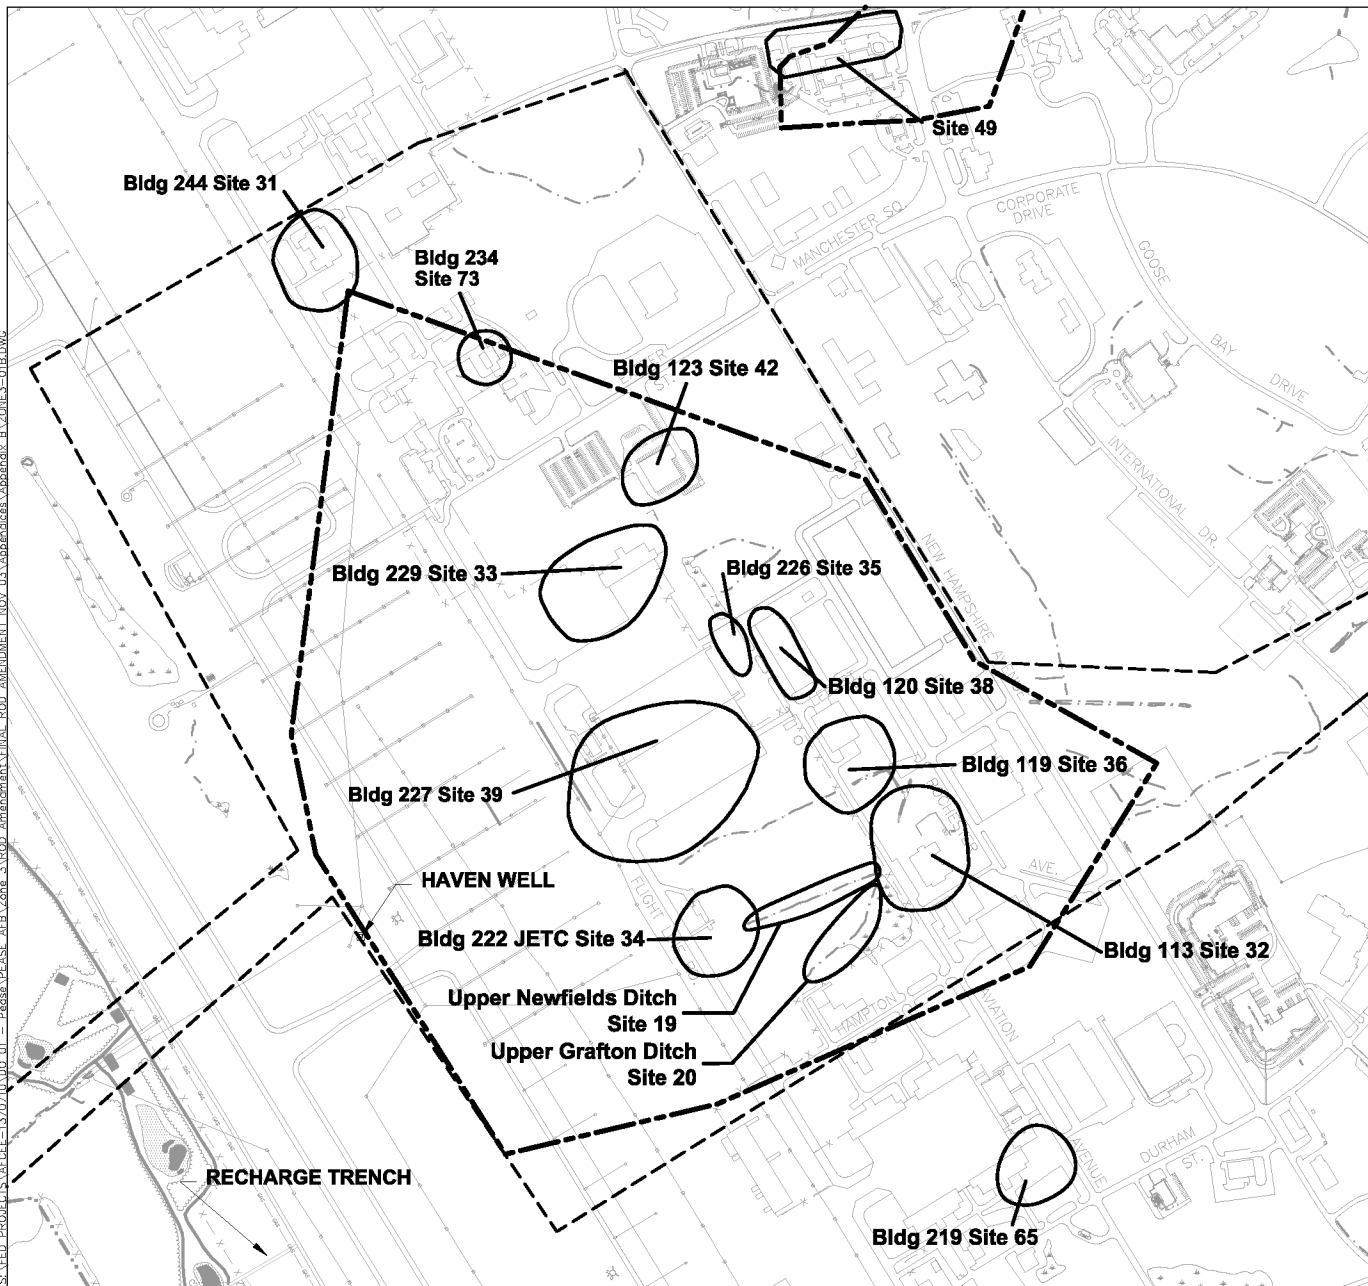 Site 49
Bldg 244 Site 31
CORPORATE
DRIVE
MANCHESTER SQ.
GOOSE
BAY
DRIVE
Bldg 234
Site 73
Bldg 123 Site 42
INTERNATIONAL DR.
NEW HAMPSHIRE
Bldg 229 Site 33
Bldg 226 Site 35
Bldg 120 Site 38
Bldg 119 Site 36
Bldg 227 Site 39
AVE.
FLIGHT
HAVEN WELL
Bldg 222 JETC Site 34
Bldg 113 Site 32
Upper Newfields Ditch
Site 19
HAMPTON
Upper Grafton Ditch
Site 20
AVENUE
DURHAM
ST.
RECHARGE TRENCH
Bldg 219 Site 65